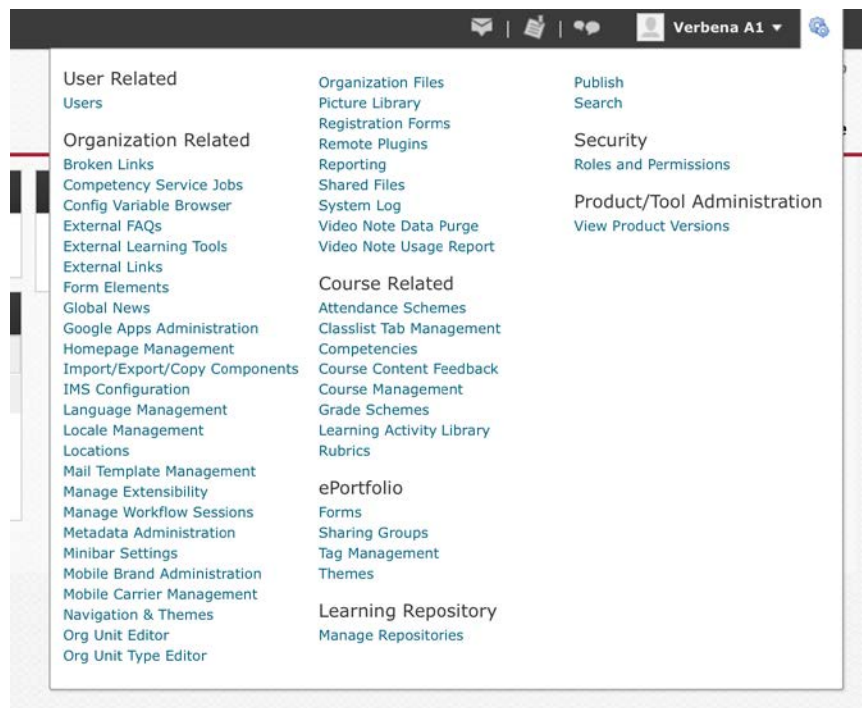 Verbena A1
User Related
Users
Organization Related
Broken Links
Competency Service Jobs
Config Variable Browser
External FAQs
External Learning Tools
External Links
Form Elements
Global News
Google Apps Administration
Homepage Management
Import/Export/Copy Components
IMS Configuration
Language Management
Locale Management
Locations
Mail Template Management
Manage Extensibility
Manage Workflow Sessions
Metadata Administration
Minibar Settings
Mobile Brand Administration
Mobile Carrier Management
Navigation & Themes
Org Unit Editor
Org Unit Type Editor
Organization Files
Picture Library
Registration Forms
Remote Plugins
Reporting
Shared Files
System Log
Video Note Data Purge
Video Note Usage Report
Course Related
Attendance Schemes
Classlist Tab Management
Competencies
Course Content Feedback
Course Management
Grade Schemes
Learning Activity Library
Rubrics
ePortfolio
Forms
Sharing Groups
Tag Management
Themes
Learning Repository
Manage Repositories
Publish
Search
Security
Roles and Permissions
Product/Tool Administration
View Product Versions